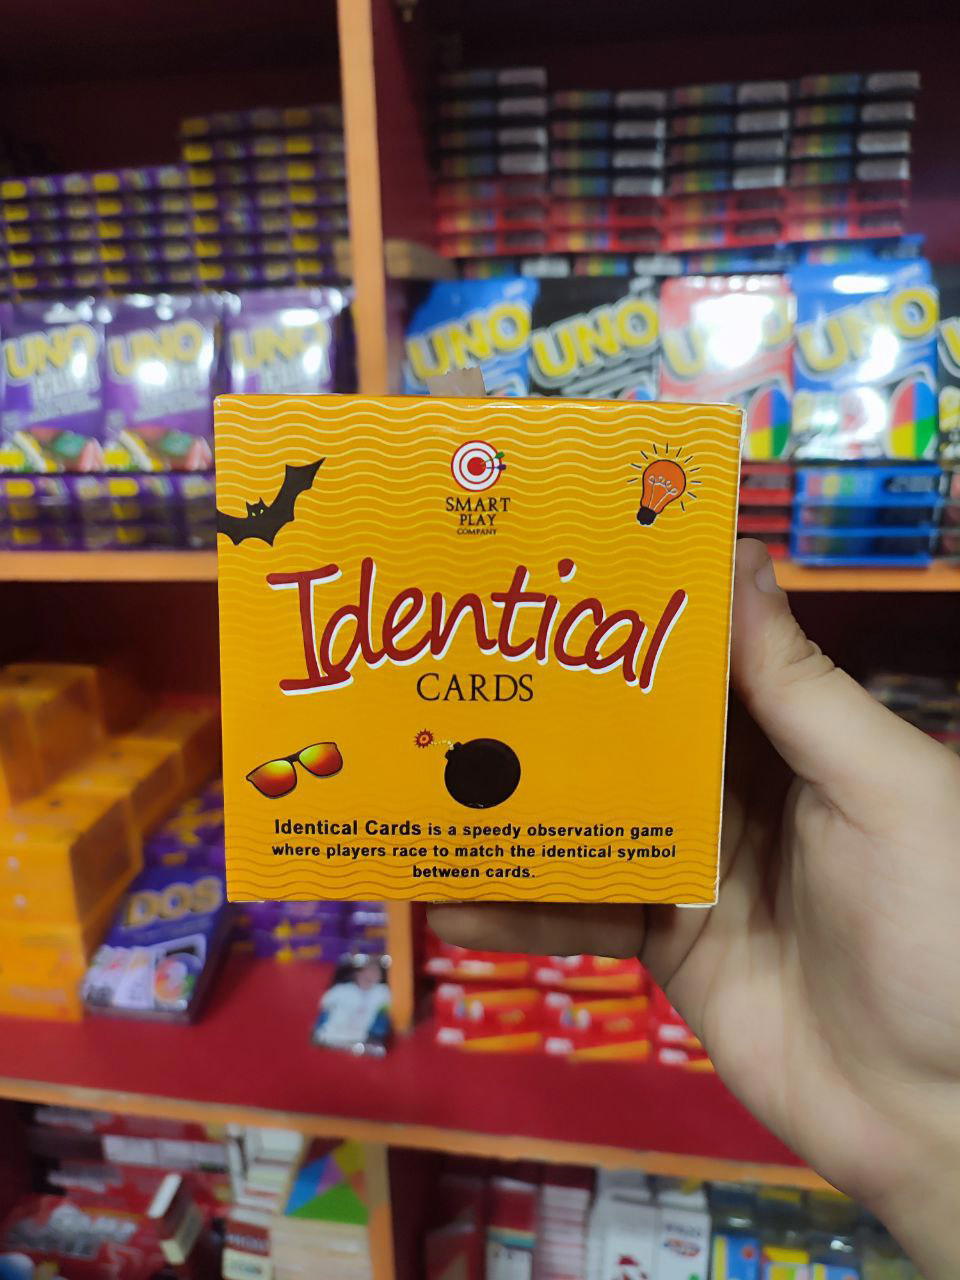 UNO
UNO
UNO
UNO
UNO
UNO
UNO
SMART
PLAY
COMPANY
Identical
CARDS
Identical Cards is a speedy observation game
where players race to match the identical symbol
between cards.
DOS